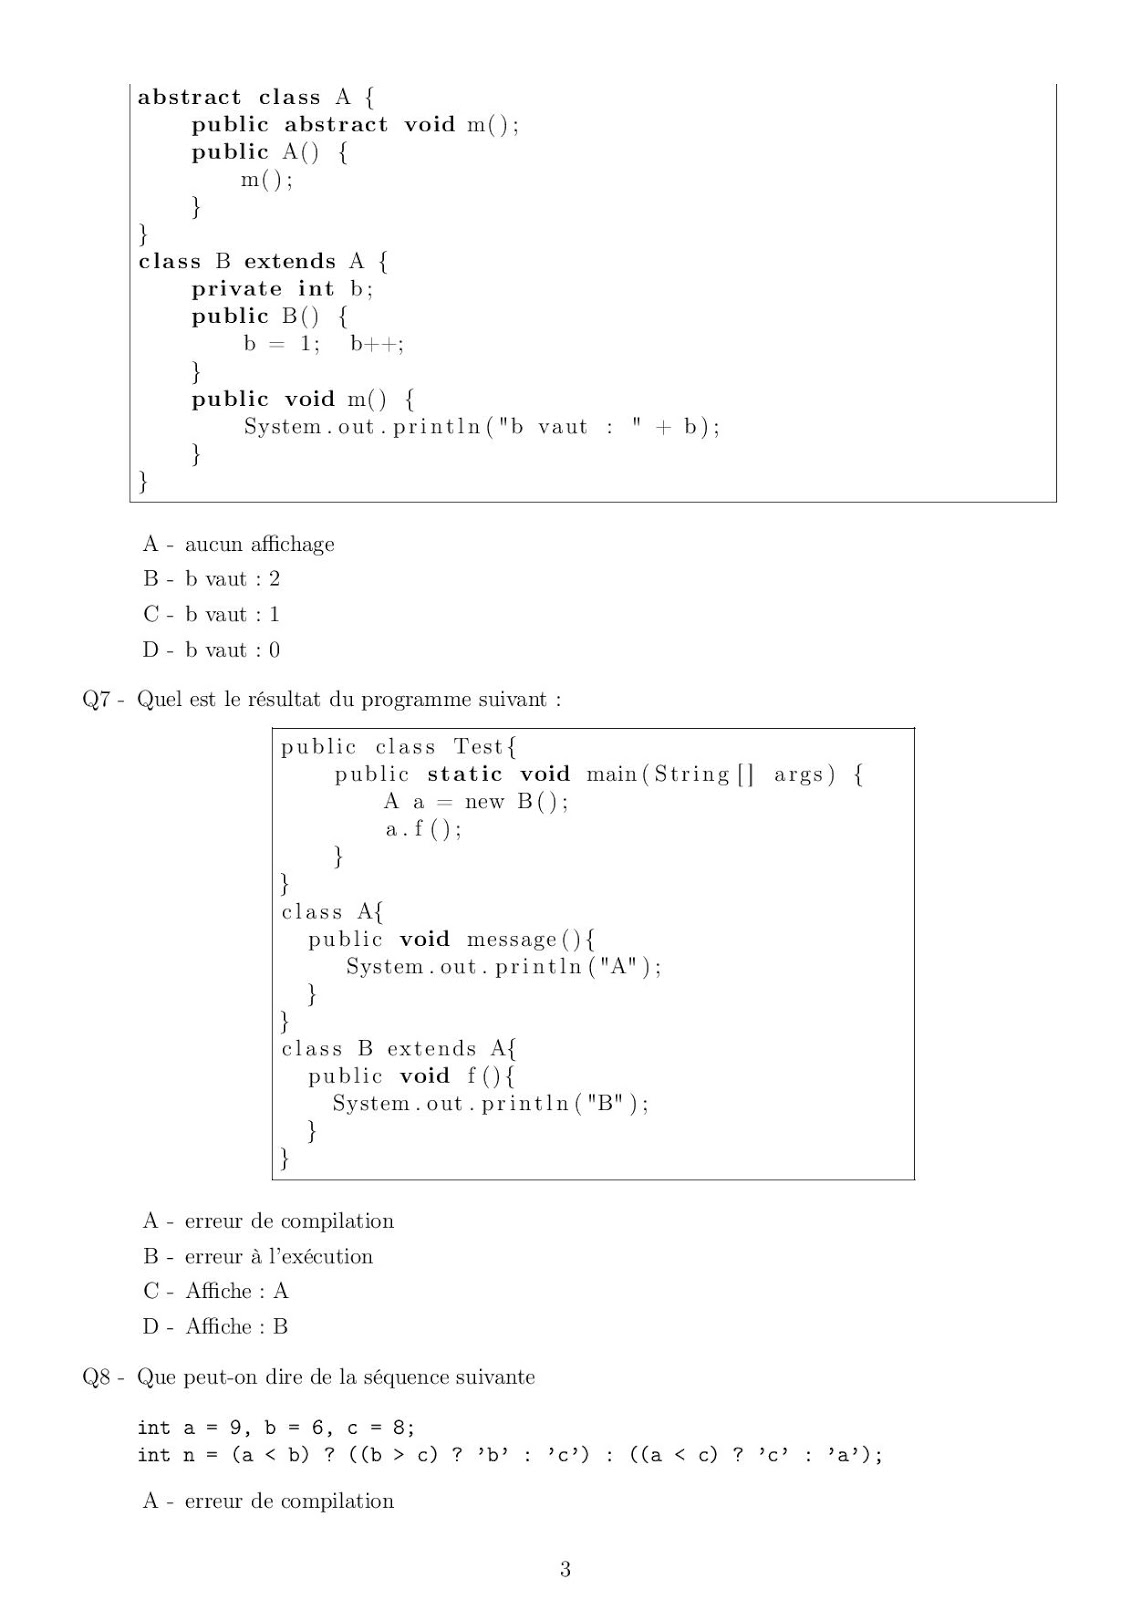 abstract class A {
public abstract void m();
public A() {
m();
}
}
class B extends A {
private int b;
public B() {
b = 1; b++;
}
public void m() {
System.out.println("b vaut : " + b);
}
}
A - aucun affichage
B - b vaut : 2
C - b vaut : 1
D - b vaut : 0
Q7 - Quel est le résultat du programme suivant :
public class Test{
public static void main(String[] args) {
A a = new B();
a.f();
}
}
class A{
public void message(){
System.out.println("A");
}
}
class B extends A{
public void f(){
System.out.println("B");
}
}
A - erreur de compilation
B - erreur à l'exécution
C - Affiche : A
D - Affiche : B
Q8 - Que peut-on dire de la séquence suivante
int a = 9, b = 6, c = 8;
int n = (a < b) ? ((b > c) ? 'b' : 'c') : ((a < c) ? 'c' : 'a');
A - erreur de compilation
3